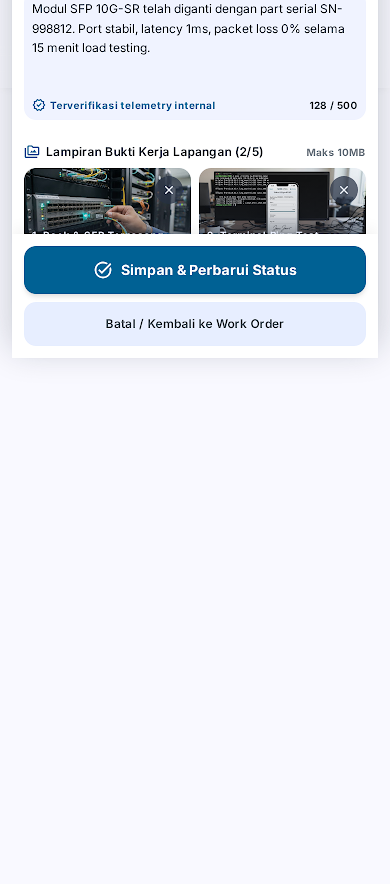 Modul SFP 10G-SR telah diganti dengan part serial SN-
998812. Port stabil, latency 1ms, packet loss 0% selama
15 menit load testing.
Terverifikasi telemetry internal
128 / 500
Lampiran Bukti Kerja Lapangan (2/5)
Maks 10MB
Simpan & Perbarui Status
Batal / Kembali ke Work Order